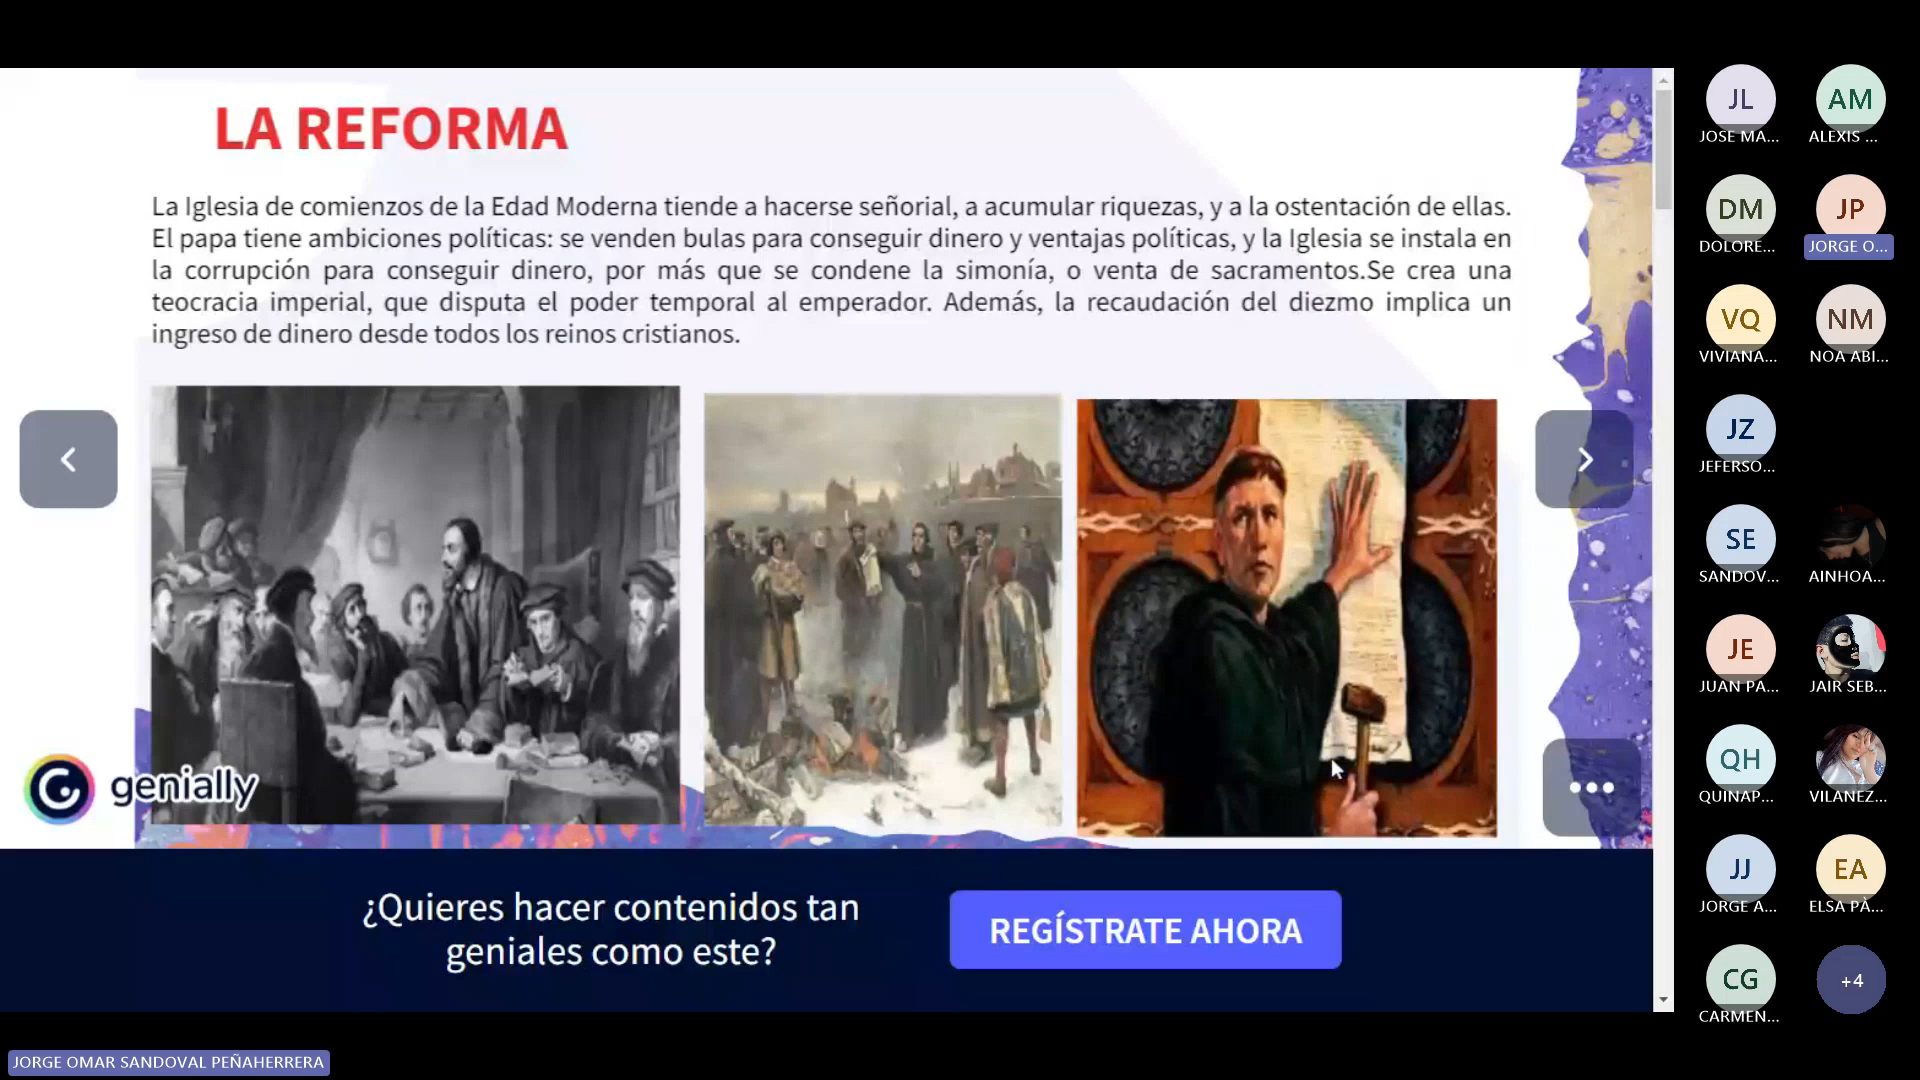 LA REFORMA
La Iglesia de comienzos de la Edad Moderna tiende a hacerse señorial, a acumular riquezas, y a la ostentación de ellas.
El papa tiene ambiciones políticas: se venden bulas para conseguir dinero y ventajas políticas, y la Iglesia se instala en
la corrupción para conseguir dinero, por más que se condene la simonía, o venta de sacramentos.Se crea una
teocracia imperial, que disputa el poder temporal al emperador. Además, la recaudación del diezmo implica un
ingreso de dinero desde todos los reinos cristianos.
genially
¿Quieres hacer contenidos tan
geniales como este?
REGÍSTRATE AHORA
JORGE OMAR SANDOVAL PEÑAHERRERA
JL
AM
JOSE MA...
ALEXIS ...
DM
JP
DOLORE...
JORGE O...
VQ
NM
VIVIANA...
NOA ABI...
JZ
JEFERSO...
SE
SANDOV...
AINHOA...
JE
JUAN PA...
JAIR SEB...
QH
QUINAP...
VILANEZ...
JJ
EA
JORGE A...
ELSA PÀ...
CG
+4
CARMEN...